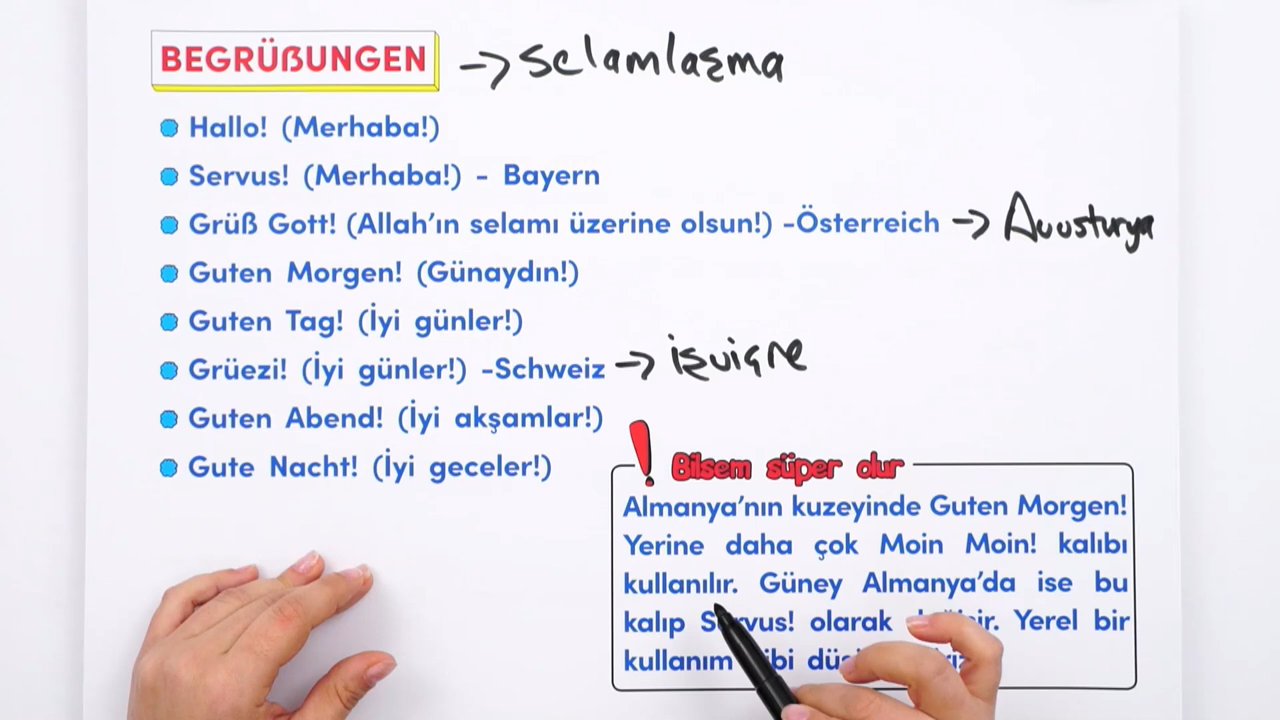 BEGRÜßUNGEN → selamlaşma
Hallo! (Merhaba!)
Servus! (Merhaba!) - Bayern
Grüß Gott! (Allah’ın selamı üzerine olsun!) -Österreich → Avusturya
Guten Morgen! (Günaydın!)
Guten Tag! (İyi günler!)
Grüezi! (İyi günler!) -Schweiz → isviçre
Guten Abend! (İyi akşamlar!)
Gute Nacht! (İyi geceler!)
Bilsem süper olur
Almanya’nın kuzeyinde Guten Morgen!
Yerine daha çok Moin Moin! kalıbı
kullanılır. Güney Almanya’da ise bu
kalıp Servus! olarak Yerel bir
kullanım